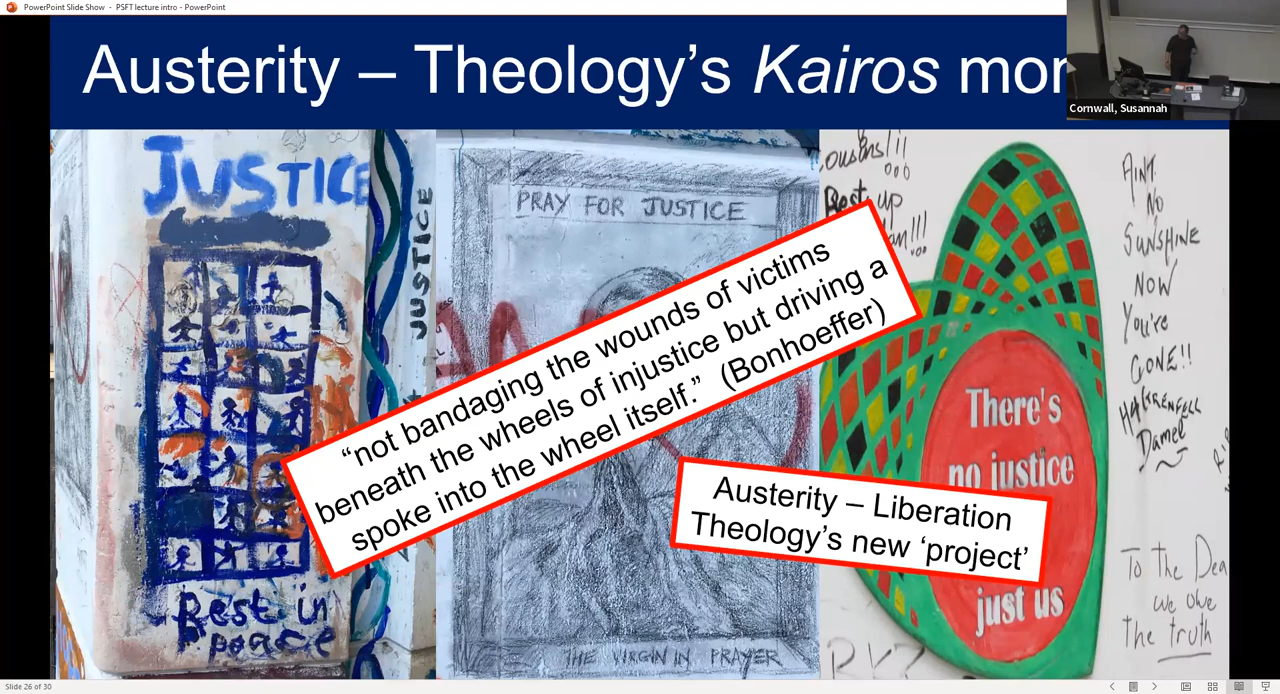 PowerPoint Slide Show - PSFT lecture intro - PowerPoint
Austerity – Theology's Kairos mo
Cornwall, Susannah
JUSTICE
Rest in
peace
JUSTICE
PRAY FOR JUSTICE
THE VIRGIN IN PRAYER
“not bandaging the wounds of victims
beneath the wheels of injustice but driving a
spoke into the wheel itself.” (Bonhoeffer)
Austerity – Liberation
Theology's new ‘project’
Rest up
There's
no justice
just us
AINT
NO
SUNSHINE
NOW
You're
GONE!!
To The Dea
we owe
The truth
Slide 26 of 30